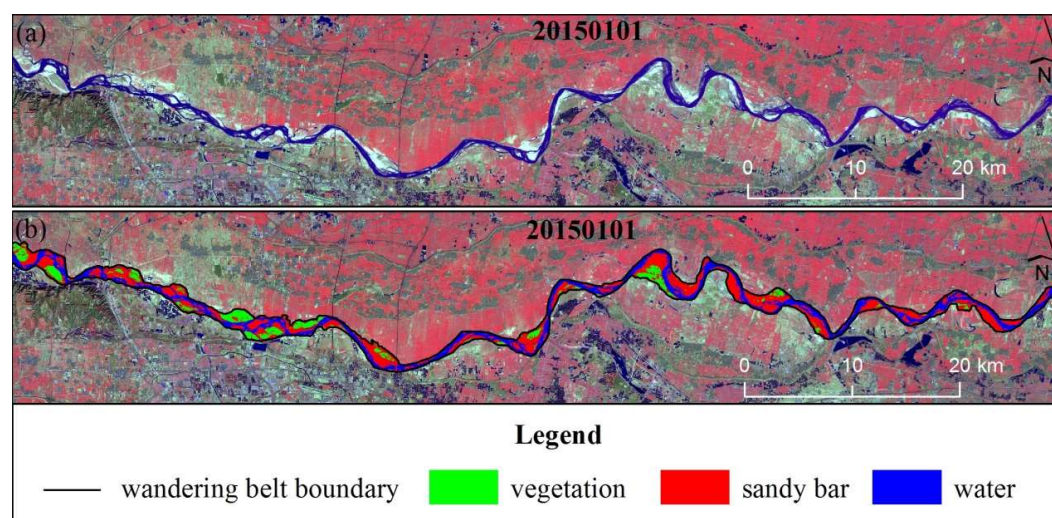 (a)
20150101
N
0 10 20 km
(b)
20150101
N
0 10 20 km
Legend
wandering belt boundary vegetation sandy bar water